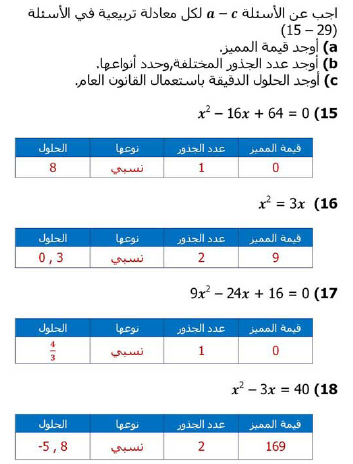 اجب عن الأسئلة a – c لكل معادلة تربيعية في الأسئلة
(15 – 29)
a) أوجد قيمة المميز.
b) أوجد عدد الجذور المختلفة,وحدد أنواعها.
c) أوجد الحلول الدقيقة باستعمال القانون العام.
15) x² − 16x + 64 = 0
قيمة المميز عدد الجذور نوعها الحلول
0 1 نسبي 8
16) x² = 3x
قيمة المميز عدد الجذور نوعها الحلول
9 2 نسبي 0 , 3
17) 9x² − 24x + 16 = 0
قيمة المميز عدد الجذور نوعها الحلول
0 1 نسبي 4/3
18) x² − 3x = 40
قيمة المميز عدد الجذور نوعها الحلول
169 2 نسبي -5 , 8